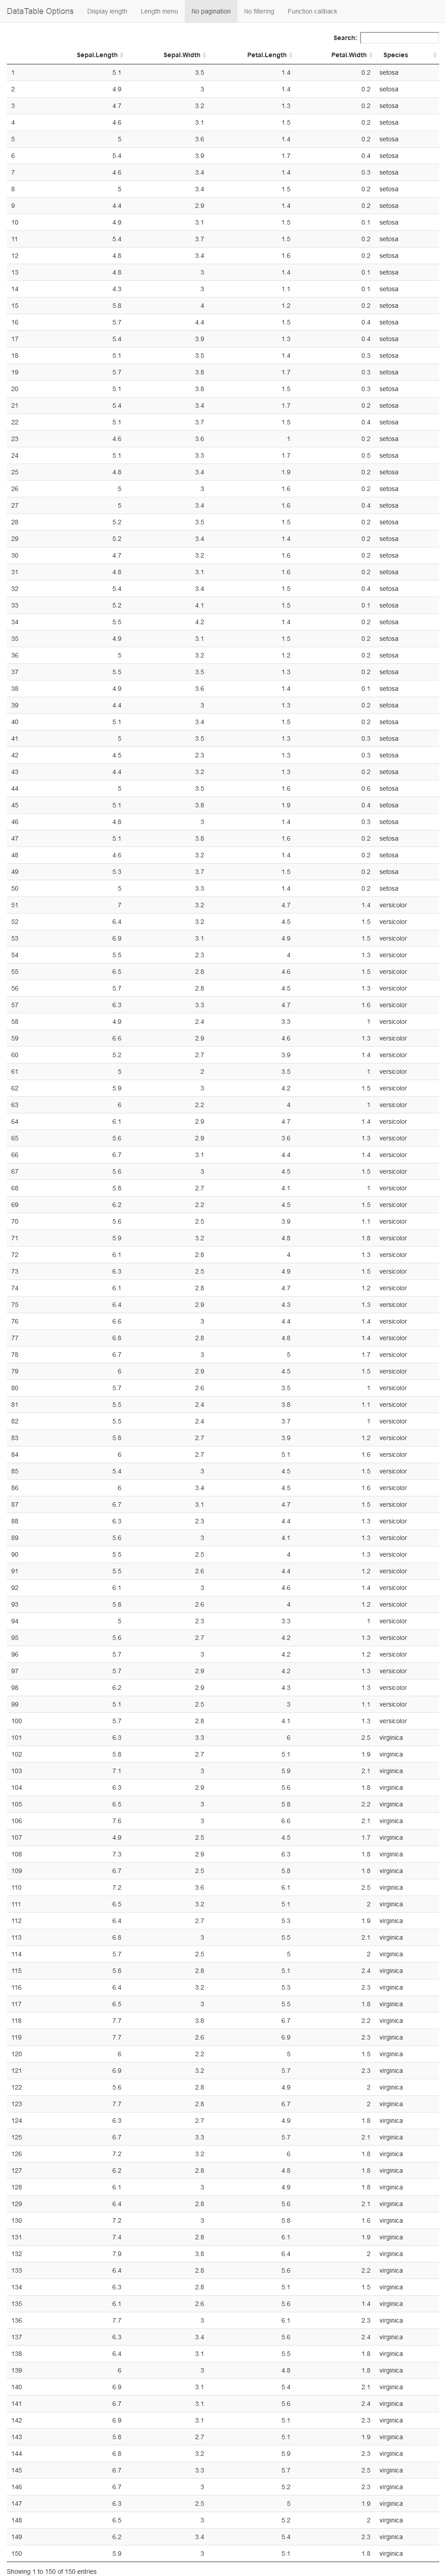 DataTable Options Display length Length menu No pagination No filtering Function callback
Search:
Sepal.Length Sepal.Width Petal.Length Petal.Width Species
1 5.1 3.5 1.4 0.2 setosa
2 4.9 3 1.4 0.2 setosa
3 4.7 3.2 1.3 0.2 setosa
4 4.6 3.1 1.5 0.2 setosa
5 5 3.6 1.4 0.2 setosa
6 5.4 3.9 1.7 0.4 setosa
7 4.6 3.4 1.4 0.3 setosa
8 5 3.4 1.5 0.2 setosa
9 4.4 2.9 1.4 0.2 setosa
10 4.9 3.1 1.5 0.1 setosa
11 5.4 3.7 1.5 0.2 setosa
12 4.8 3.4 1.6 0.2 setosa
13 4.8 3 1.4 0.1 setosa
14 4.3 3 1.1 0.1 setosa
15 5.8 4 1.2 0.2 setosa
16 5.7 4.4 1.5 0.4 setosa
17 5.4 3.9 1.3 0.4 setosa
18 5.1 3.5 1.4 0.3 setosa
19 5.7 3.8 1.7 0.3 setosa
20 5.1 3.8 1.5 0.3 setosa
21 5.4 3.4 1.7 0.2 setosa
22 5.1 3.7 1.5 0.4 setosa
23 4.6 3.6 1 0.2 setosa
24 5.1 3.3 1.7 0.5 setosa
25 4.8 3.4 1.9 0.2 setosa
26 5 3 1.6 0.2 setosa
27 5 3.4 1.6 0.4 setosa
28 5.2 3.5 1.5 0.2 setosa
29 5.2 3.4 1.4 0.2 setosa
30 4.7 3.2 1.6 0.2 setosa
31 4.8 3.1 1.6 0.2 setosa
32 5.4 3.4 1.5 0.4 setosa
33 5.2 4.1 1.5 0.1 setosa
34 5.5 4.2 1.4 0.2 setosa
35 4.9 3.1 1.5 0.2 setosa
36 5 3.2 1.2 0.2 setosa
37 5.5 3.5 1.3 0.2 setosa
38 4.9 3.6 1.4 0.1 setosa
39 4.4 3 1.3 0.2 setosa
40 5.1 3.4 1.5 0.2 setosa
41 5 3.5 1.3 0.3 setosa
42 4.5 2.3 1.3 0.3 setosa
43 4.4 3.2 1.3 0.2 setosa
44 5 3.5 1.6 0.6 setosa
45 5.1 3.8 1.9 0.4 setosa
46 4.8 3 1.4 0.3 setosa
47 5.1 3.8 1.6 0.2 setosa
48 4.6 3.2 1.4 0.2 setosa
49 5.3 3.7 1.5 0.2 setosa
50 5 3.3 1.4 0.2 setosa
51 7 3.2 4.7 1.4 versicolor
52 6.4 3.2 4.5 1.5 versicolor
53 6.9 3.1 4.9 1.5 versicolor
54 5.5 2.3 4 1.3 versicolor
55 6.5 2.8 4.6 1.5 versicolor
56 5.7 2.8 4.5 1.3 versicolor
57 6.3 3.3 4.7 1.6 versicolor
58 4.9 2.4 3.3 1 versicolor
59 6.6 2.9 4.6 1.3 versicolor
60 5.2 2.7 3.9 1.4 versicolor
61 5 2 3.5 1 versicolor
62 5.9 3 4.2 1.5 versicolor
63 6 2.2 4 1 versicolor
64 6.1 2.9 4.7 1.4 versicolor
65 5.6 2.9 3.6 1.3 versicolor
66 6.7 3.1 4.4 1.4 versicolor
67 5.6 3 4.5 1.5 versicolor
68 5.8 2.7 4.1 1 versicolor
69 6.2 2.2 4.5 1.5 versicolor
70 5.6 2.5 3.9 1.1 versicolor
71 5.9 3.2 4.8 1.8 versicolor
72 6.1 2.8 4 1.3 versicolor
73 6.3 2.5 4.9 1.5 versicolor
74 6.1 2.8 4.7 1.2 versicolor
75 6.4 2.9 4.3 1.3 versicolor
76 6.6 3 4.4 1.4 versicolor
77 6.8 2.8 4.8 1.4 versicolor
78 6.7 3 5 1.7 versicolor
79 6 2.9 4.5 1.5 versicolor
80 5.7 2.6 3.5 1 versicolor
81 5.5 2.4 3.8 1.1 versicolor
82 5.5 2.4 3.7 1 versicolor
83 5.8 2.7 3.9 1.2 versicolor
84 6 2.7 5.1 1.6 versicolor
85 5.4 3 4.5 1.5 versicolor
86 6 3.4 4.5 1.6 versicolor
87 6.7 3.1 4.7 1.5 versicolor
88 6.3 2.3 4.4 1.3 versicolor
89 5.6 3 4.1 1.3 versicolor
90 5.5 2.5 4 1.3 versicolor
91 5.5 2.6 4.4 1.2 versicolor
92 6.1 3 4.6 1.4 versicolor
93 5.8 2.6 4 1.2 versicolor
94 5 2.3 3.3 1 versicolor
95 5.6 2.7 4.2 1.3 versicolor
96 5.7 3 4.2 1.2 versicolor
97 5.7 2.9 4.2 1.3 versicolor
98 6.2 2.9 4.3 1.3 versicolor
99 5.1 2.5 3 1.1 versicolor
100 5.7 2.8 4.1 1.3 versicolor
101 6.3 3.3 6 2.5 virginica
102 5.8 2.7 5.1 1.9 virginica
103 7.1 3 5.9 2.1 virginica
104 6.3 2.9 5.6 1.8 virginica
105 6.5 3 5.8 2.2 virginica
106 7.6 3 6.6 2.1 virginica
107 4.9 2.5 4.5 1.7 virginica
108 7.3 2.9 6.3 1.8 virginica
109 6.7 2.5 5.8 1.8 virginica
110 7.2 3.6 6.1 2.5 virginica
111 6.5 3.2 5.1 2 virginica
112 6.4 2.7 5.3 1.9 virginica
113 6.8 3 5.5 2.1 virginica
114 5.7 2.5 5 2 virginica
115 5.8 2.8 5.1 2.4 virginica
116 6.4 3.2 5.3 2.3 virginica
117 6.5 3 5.5 1.8 virginica
118 7.7 3.8 6.7 2.2 virginica
119 7.7 2.6 6.9 2.3 virginica
120 6 2.2 5 1.5 virginica
121 6.9 3.2 5.7 2.3 virginica
122 5.6 2.8 4.9 2 virginica
123 7.7 2.8 6.7 2 virginica
124 6.3 2.7 4.9 1.8 virginica
125 6.7 3.3 5.7 2.1 virginica
126 7.2 3.2 6 1.8 virginica
127 6.2 2.8 4.8 1.8 virginica
128 6.1 3 4.9 1.8 virginica
129 6.4 2.8 5.6 2.1 virginica
130 7.2 3 5.8 1.6 virginica
131 7.4 2.8 6.1 1.9 virginica
132 7.9 3.8 6.4 2 virginica
133 6.4 2.8 5.6 2.2 virginica
134 6.3 2.8 5.1 1.5 virginica
135 6.1 2.6 5.6 1.4 virginica
136 7.7 3 6.1 2.3 virginica
137 6.3 3.4 5.6 2.4 virginica
138 6.4 3.1 5.5 1.8 virginica
139 6 3 4.8 1.8 virginica
140 6.9 3.1 5.4 2.1 virginica
141 6.7 3.1 5.6 2.4 virginica
142 6.9 3.1 5.1 2.3 virginica
143 5.8 2.7 5.1 1.9 virginica
144 6.8 3.2 5.9 2.3 virginica
145 6.7 3.3 5.7 2.5 virginica
146 6.7 3 5.2 2.3 virginica
147 6.3 2.5 5 1.9 virginica
148 6.5 3 5.2 2 virginica
149 6.2 3.4 5.4 2.3 virginica
150 5.9 3 5.1 1.8 virginica
Showing 1 to 150 of 150 entries